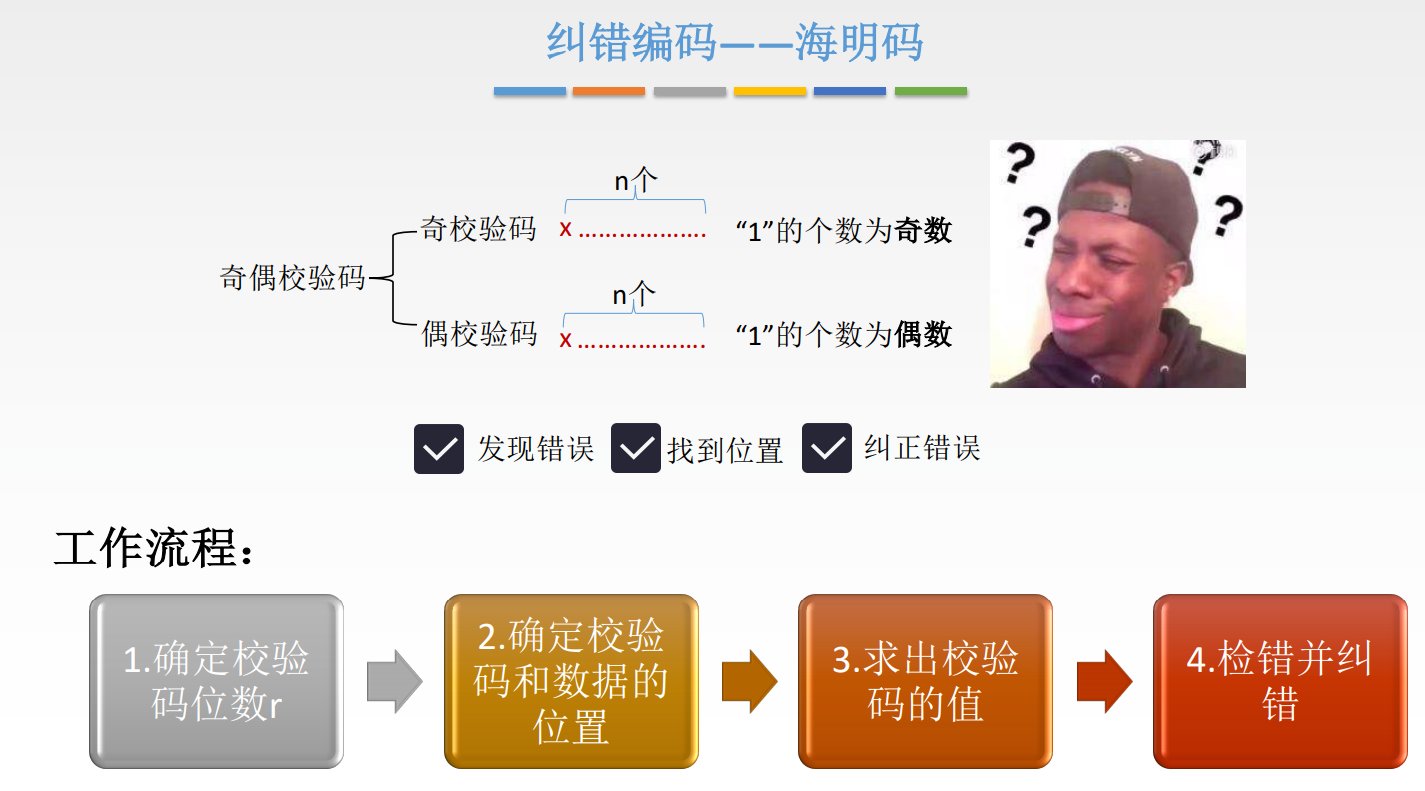 纠错编码——海明码
n个
奇校验码 x ………………. “1”的个数为奇数
奇偶校验码
n个
偶校验码 x ………………. “1”的个数为偶数
? ? ? ?
发现错误 找到位置 纠正错误
工作流程：
1.确定校验
码位数r
2.确定校验
码和数据的
位置
3.求出校验
码的值
4.检错并纠
错